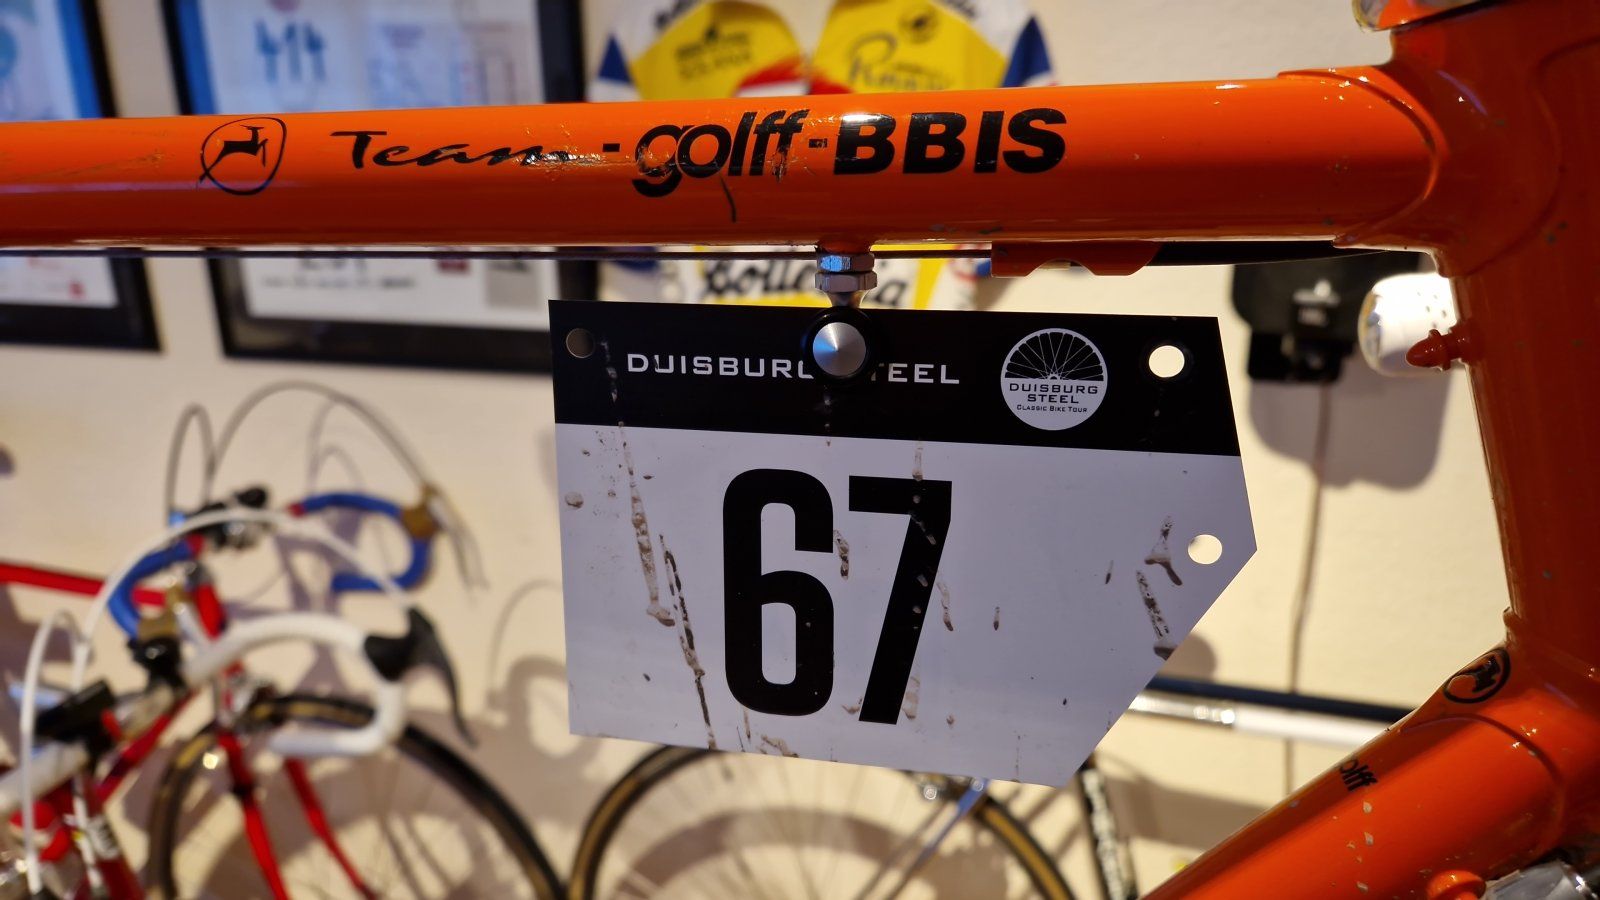 Team-golff-BBIS
DUISBURG STEEL
DUISBURG
STEEL
CLASSIC BIKE TOUR
67
golff